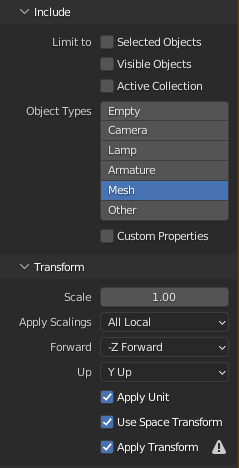 Include
Limit to Selected Objects
Visible Objects
Active Collection
Object Types Empty
Camera
Lamp
Armature
Mesh
Other
Custom Properties
Transform
Scale 1.00
Apply Scalings All Local
Forward -Z Forward
Up Y Up
Apply Unit
Use Space Transform
Apply Transform